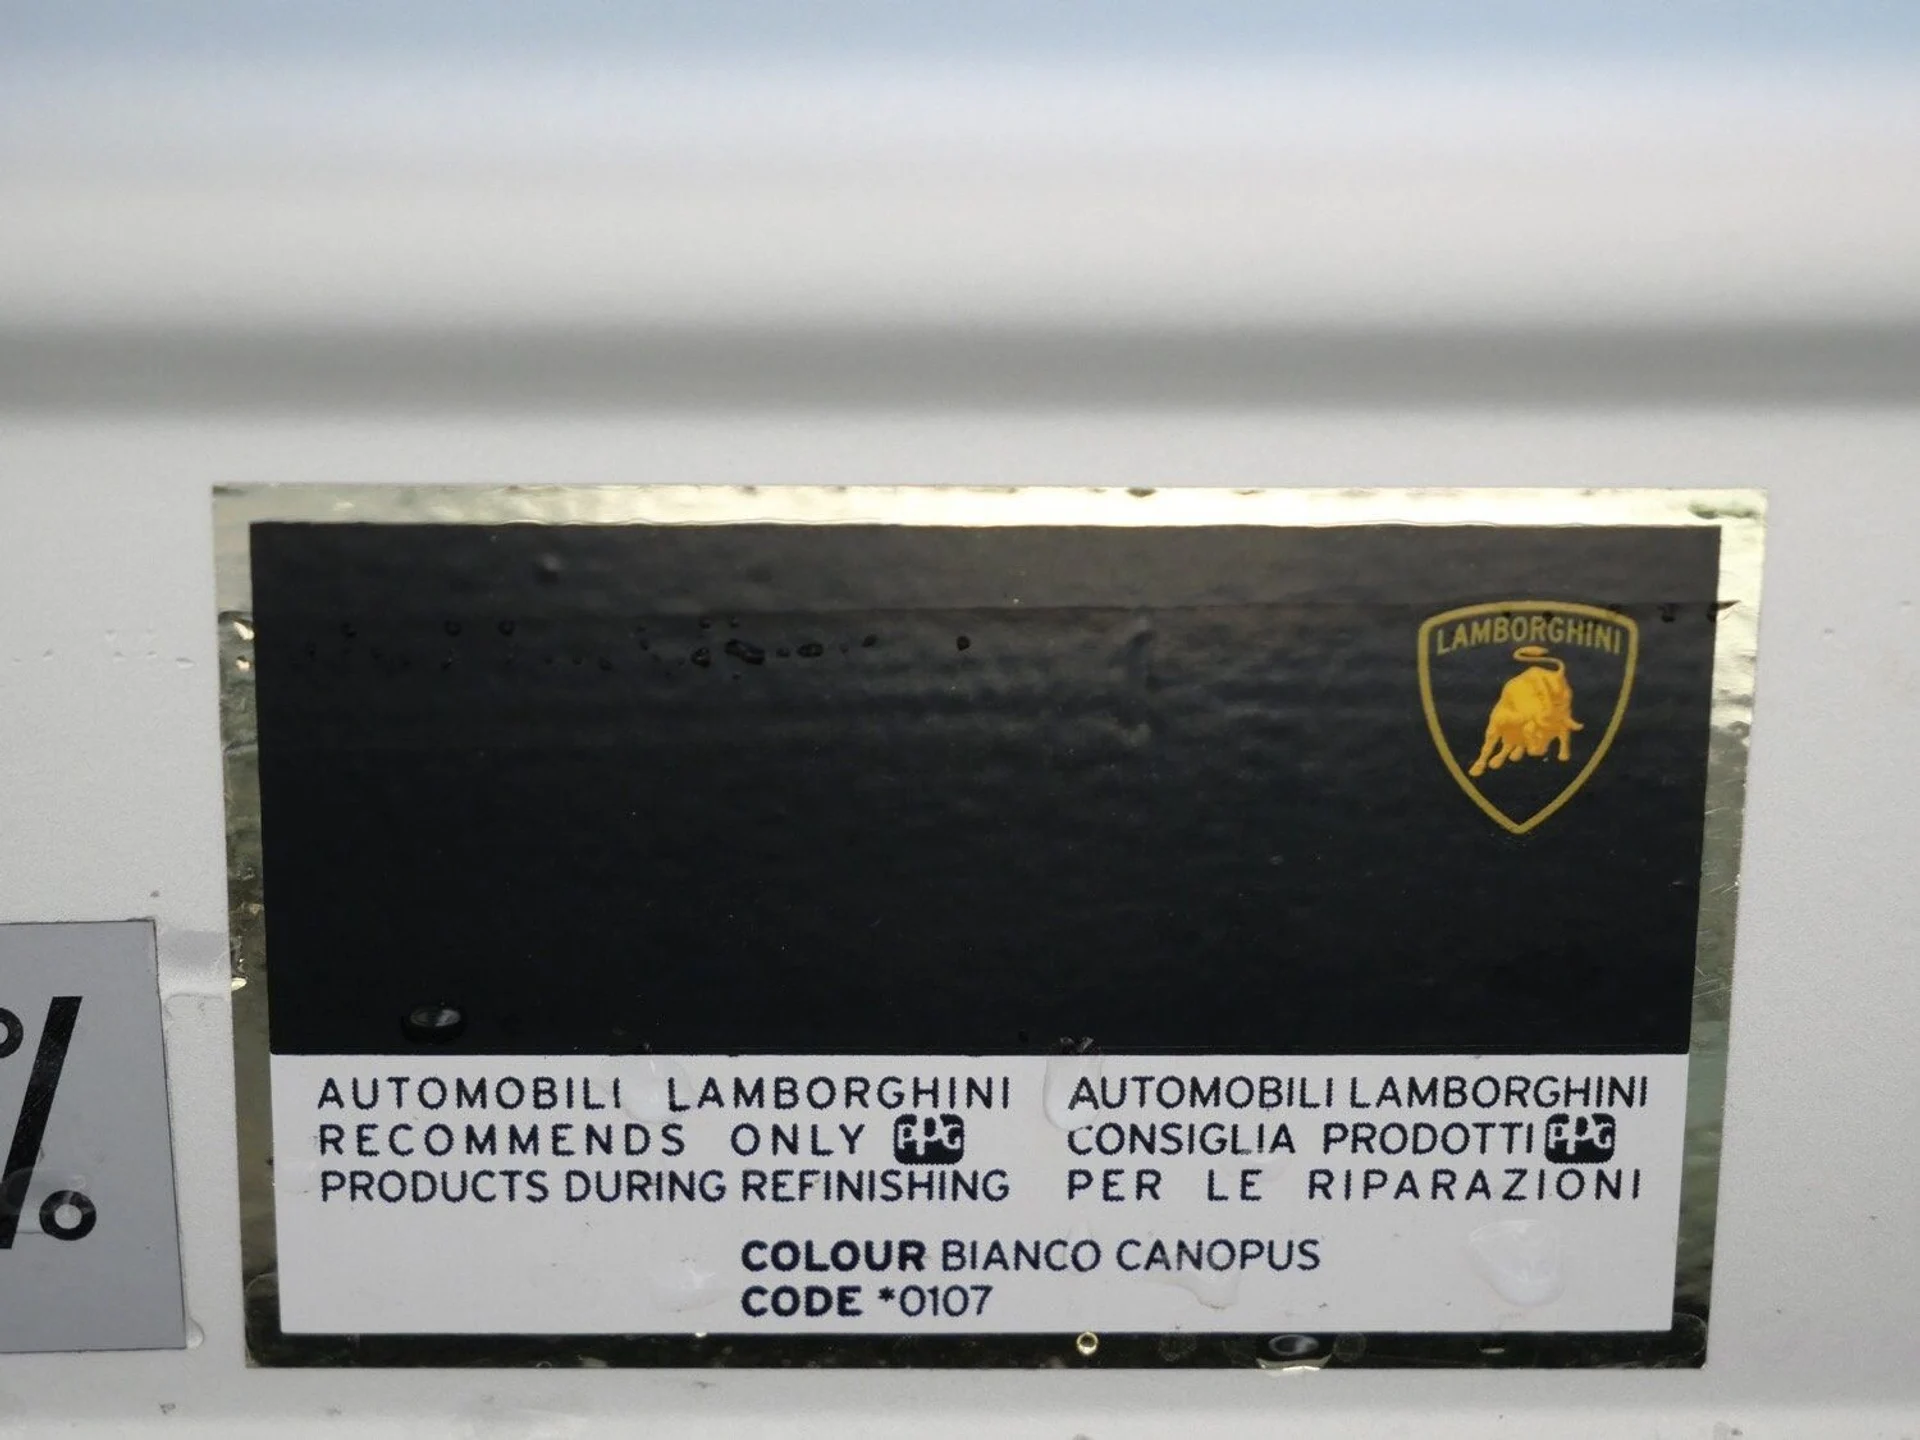 LAMBORGHINI
AUTOMOBILI LAMBORGHINI
RECOMMENDS ONLY PPG
PRODUCTS DURING REFINISHING
AUTOMOBILI LAMBORGHINI
CONSIGLIA PRODOTTI PPG
PER LE RIPARAZIONI
COLOUR BIANCO CANOPUS
CODE *0107
%